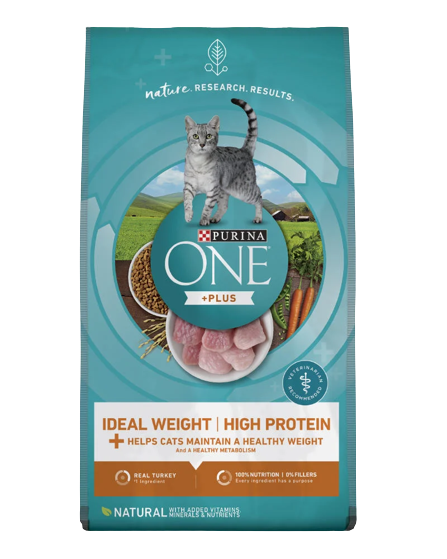 nature. RESEARCH. RESULTS.
PURINA
ONE
+PLUS
VETERINARIAN
RECOMMENDED
IDEAL WEIGHT | HIGH PROTEIN
+ HELPS CATS MAINTAIN A HEALTHY WEIGHT
And A HEALTHY METABOLISM
REAL TURKEY
#1 Ingredient
100% NUTRITION | 0% FILLERS
Every ingredient has a purpose
NATURAL WITH ADDED VITAMINS,
MINERALS & NUTRIENTS